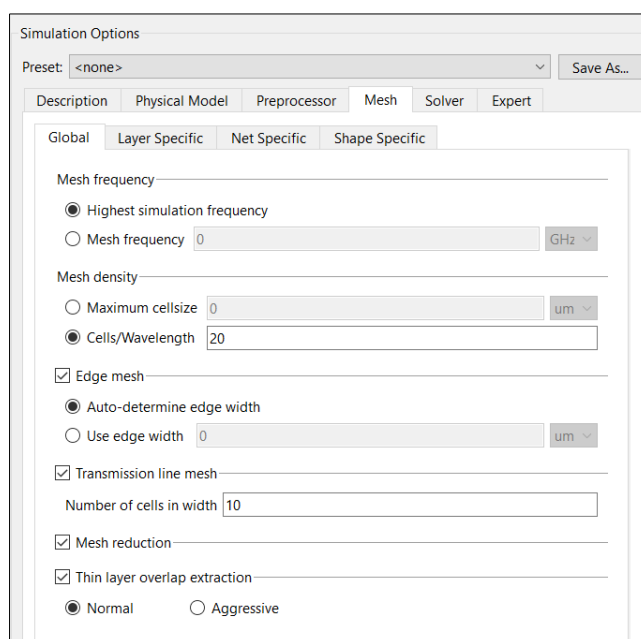 Simulation Options
Preset: <none> Save As...
Description Physical Model Preprocessor Mesh Solver Expert
Global Layer Specific Net Specific Shape Specific
Mesh frequency
Highest simulation frequency
Mesh frequency 0 GHz
Mesh density
Maximum cellsize 0 um
Cells/Wavelength 20
Edge mesh
Auto-determine edge width
Use edge width 0 um
Transmission line mesh
Number of cells in width 10
Mesh reduction
Thin layer overlap extraction
Normal Aggressive